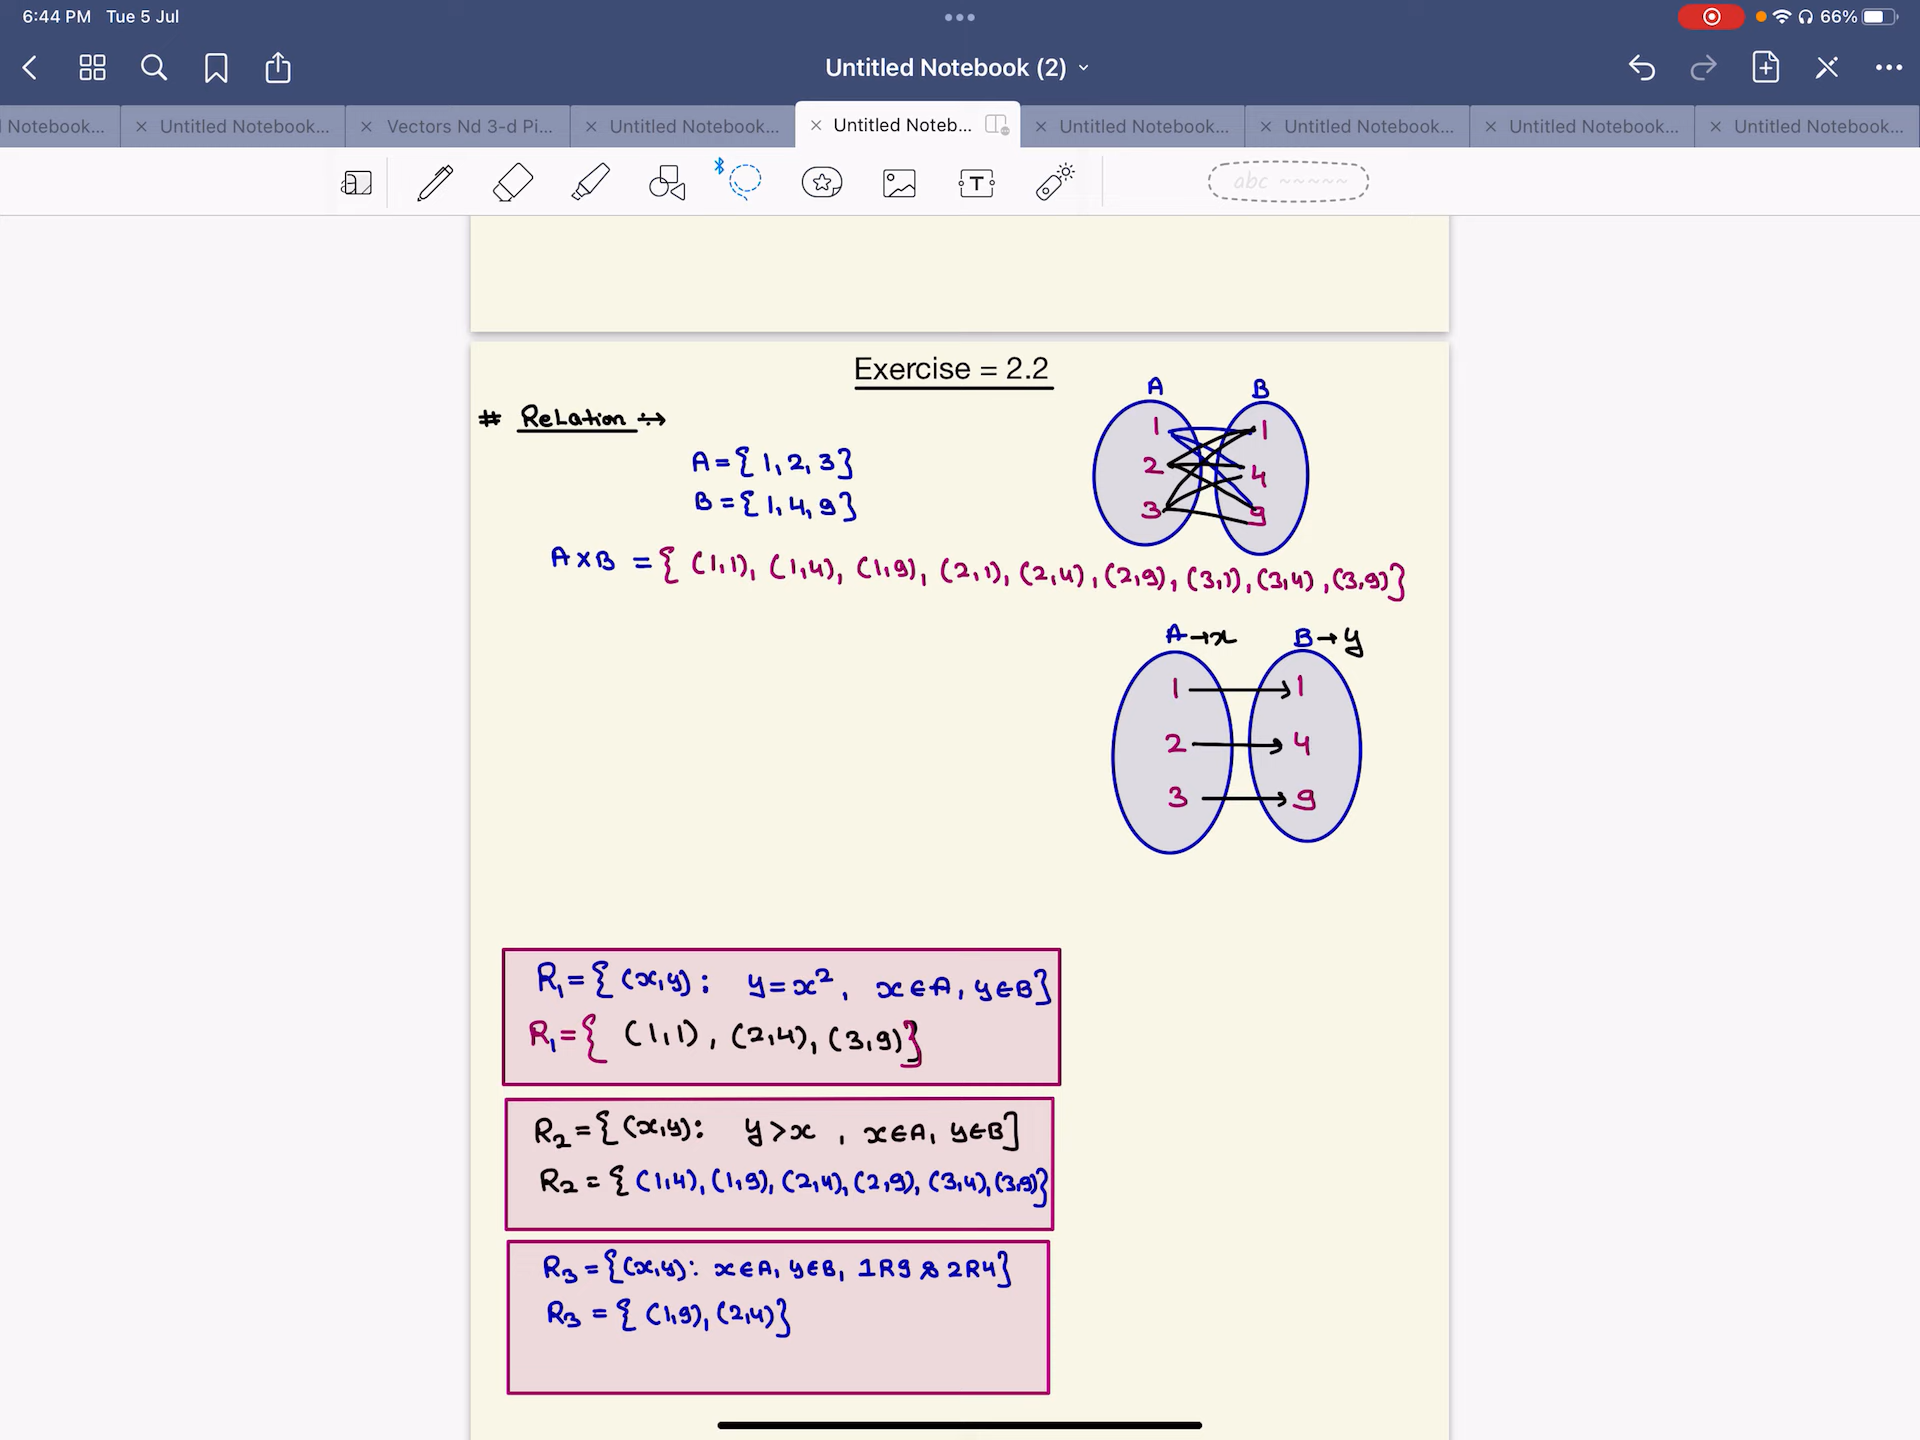 6:44 PM Tue 5 Jul
66%
Untitled Notebook (2)
l Notebook... Untitled Notebook... Vectors Nd 3-d Pi... Untitled Notebook... Untitled Noteb... Untitled Notebook... Untitled Notebook... Untitled Notebook... Untitled Notebook...
T abc ~~~~~
Exercise = 2.2
# Relation :→
A = { 1, 2, 3 }
B = { 1, 4, 9 }
A B
1 1
2 4
3 9
A × B = { (1,1), (1,4), (1,9), (2,1), (2,4), (2,9), (3,1), (3,4), (3,9) }
A → x B → y
1 → 1
2 → 4
3 → 9
R₁ = { (x,y) : y = x², x ∈ A, y ∈ B ]
R₁ = { (1,1), (2,4), (3,9) }
R₂ = { (x,y) : y > x , x ∈ A, y ∈ B ]
R₂ = { (1,4), (1,9), (2,4), (2,9), (3,4), (3,9) }
R₃ = { (x,y) : x ∈ A, y ∈ B, 1R9 & 2R4 ]
R₃ = { (1,9), (2,4) }